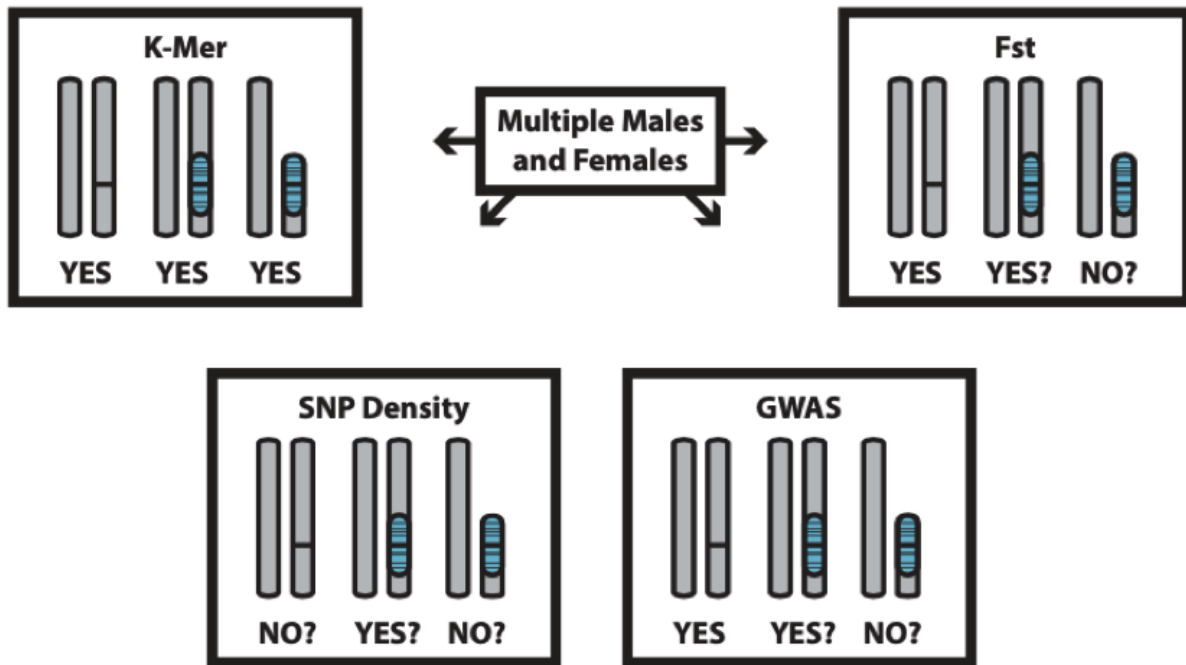 K-Mer
YES YES YES
Multiple Males
and Females
Fst
YES YES? NO?
SNP Density
NO? YES? NO?
GWAS
YES YES? NO?